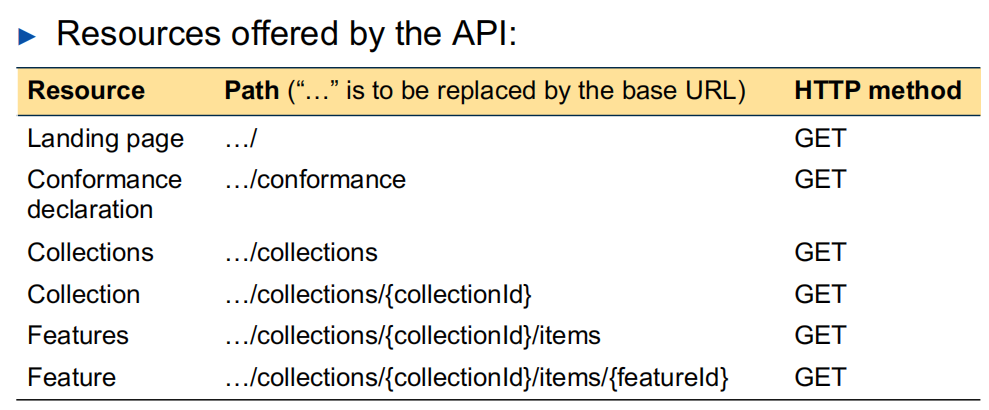 ► Resources offered by the API:
Resource Path (“…” is to be replaced by the base URL) HTTP method
Landing page …/ GET
Conformance …/conformance GET
declaration
Collections …/collections GET
Collection …/collections/{collectionId} GET
Features …/collections/{collectionId}/items GET
Feature …/collections/{collectionId}/items/{featureId} GET